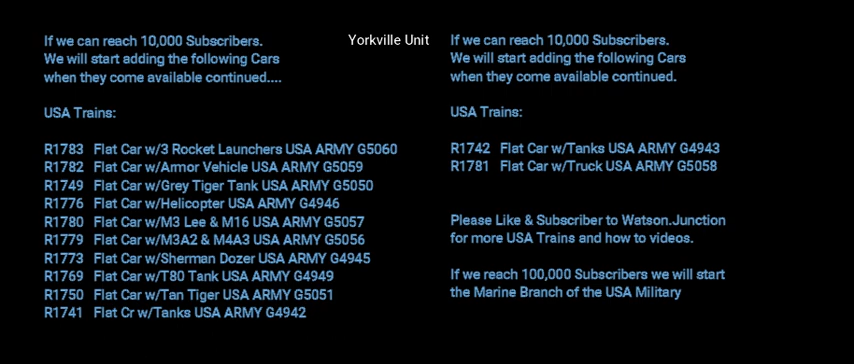 If we can reach 10,000 Subscribers.
We will start adding the following Cars
when they come available continued....
USA Trains:
R1783 Flat Car w/3 Rocket Launchers USA ARMY G5060
R1782 Flat Car w/Armor Vehicle USA ARMY G5059
R1749 Flat Car w/Grey Tiger Tank USA ARMY G5050
R1776 Flat Car w/Helicopter USA ARMY G4946
R1780 Flat Car w/M3 Lee & M16 USA ARMY G5057
R1779 Flat Car w/M3A2 & M4A3 USA ARMY G5056
R1773 Flat Car w/Sherman Dozer USA ARMY G4945
R1769 Flat Car w/T80 Tank USA ARMY G4949
R1750 Flat Car w/Tan Tiger USA ARMY G5051
R1741 Flat Cr w/Tanks USA ARMY G4942
Yorkville Unit
If we can reach 10,000 Subscribers.
We will start adding the following Cars
when they come available continued.
USA Trains:
R1742 Flat Car w/Tanks USA ARMY G4943
R1781 Flat Car w/Truck USA ARMY G5058
Please Like & Subscriber to Watson.Junction
for more USA Trains and how to videos.
If we reach 100,000 Subscribers we will start
the Marine Branch of the USA Military